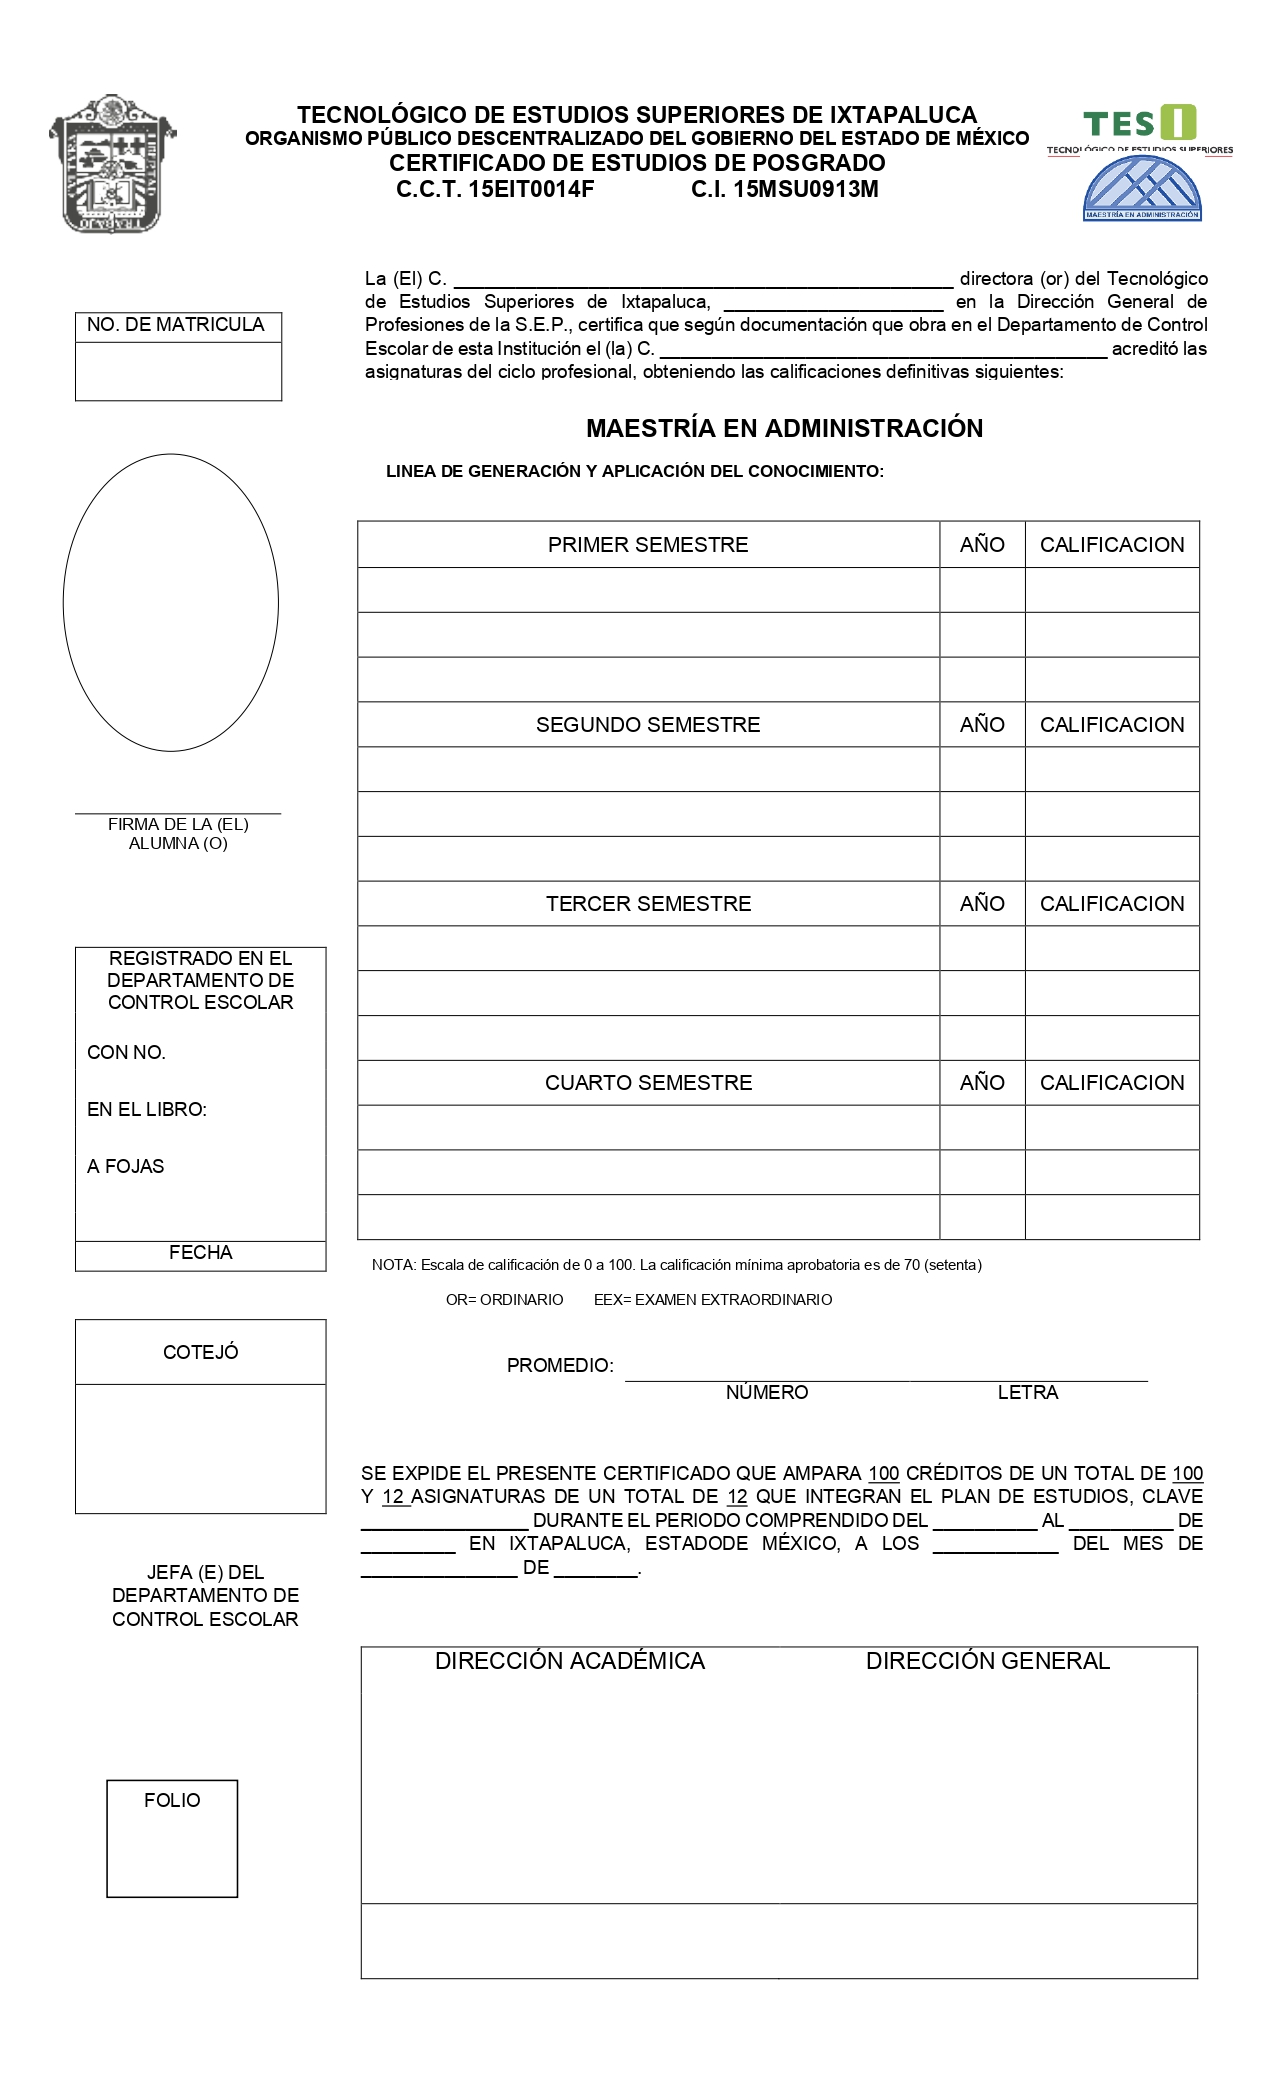 TECNOLÓGICO DE ESTUDIOS SUPERIORES DE IXTAPALUCA
ORGANISMO PÚBLICO DESCENTRALIZADO DEL GOBIERNO DEL ESTADO DE MÉXICO
CERTIFICADO DE ESTUDIOS DE POSGRADO
C.C.T. 15EIT0014F C.I. 15MSU0913M
TESI
TECNOLÓGICO DE ESTUDIOS SUPERIORES
MAESTRÍA EN ADMINISTRACIÓN
TRABAJO
La (El) C. ________________ directora (or) del Tecnológico
de Estudios Superiores de Ixtapaluca, ________________ en la Dirección General de
Profesiones de la S.E.P., certifica que según documentación que obra en el Departamento de Control
Escolar de esta Institución el (la) C. ________________ acreditó las
asignaturas del ciclo profesional, obteniendo las calificaciones definitivas siguientes:
NO. DE MATRICULA
MAESTRÍA EN ADMINISTRACIÓN
LINEA DE GENERACIÓN Y APLICACIÓN DEL CONOCIMIENTO:
PRIMER SEMESTRE AÑO CALIFICACION
SEGUNDO SEMESTRE AÑO CALIFICACION
TERCER SEMESTRE AÑO CALIFICACION
CUARTO SEMESTRE AÑO CALIFICACION
FIRMA DE LA (EL)
ALUMNA (O)
REGISTRADO EN EL
DEPARTAMENTO DE
CONTROL ESCOLAR
CON NO.
EN EL LIBRO:
A FOJAS
FECHA
NOTA: Escala de calificación de 0 a 100. La calificación mínima aprobatoria es de 70 (setenta)
OR= ORDINARIO EEX= EXAMEN EXTRAORDINARIO
COTEJÓ
PROMEDIO:
NÚMERO LETRA
SE EXPIDE EL PRESENTE CERTIFICADO QUE AMPARA 100 CRÉDITOS DE UN TOTAL DE 100
Y 12 ASIGNATURAS DE UN TOTAL DE 12 QUE INTEGRAN EL PLAN DE ESTUDIOS, CLAVE
________________ DURANTE EL PERIODO COMPRENDIDO DEL __________ AL __________ DE
_________ EN IXTAPALUCA, ESTADODE MÉXICO, A LOS ____________ DEL MES DE
_______________ DE ________.
JEFA (E) DEL
DEPARTAMENTO DE
CONTROL ESCOLAR
DIRECCIÓN ACADÉMICA DIRECCIÓN GENERAL
FOLIO